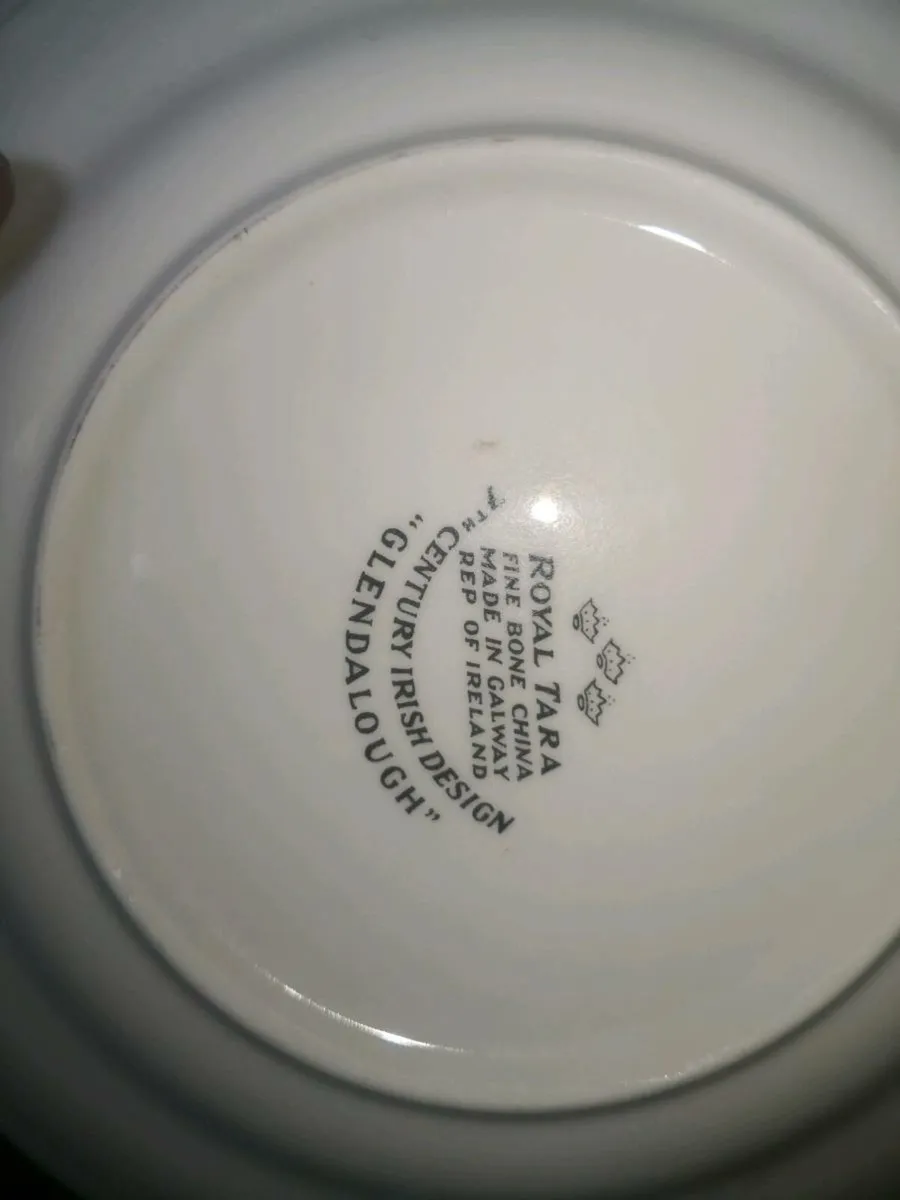 ROYAL TARA
FINE BONE CHINA
MADE IN GALWAY
REP OF IRELAND
CENTURY IRISH DESIGN
"GLENDALOUGH"